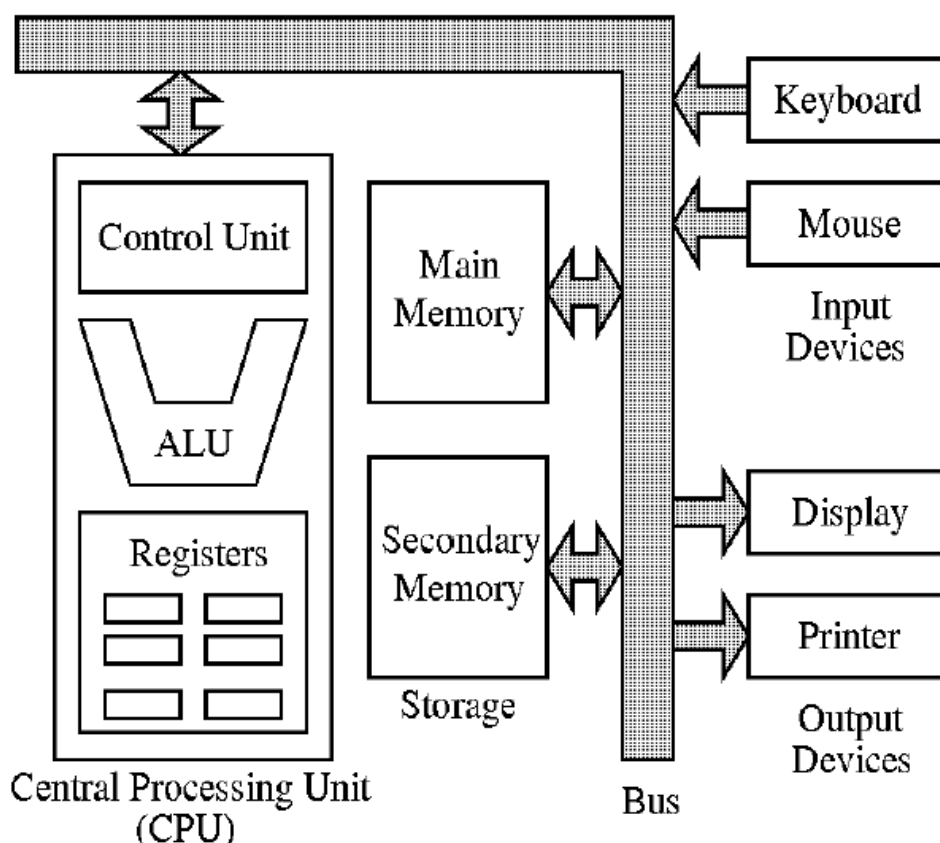 Control Unit
ALU
Registers
Central Processing Unit
(CPU)
Main
Memory
Secondary
Memory
Storage
Bus
Keyboard
Mouse
Input
Devices
Display
Printer
Output
Devices